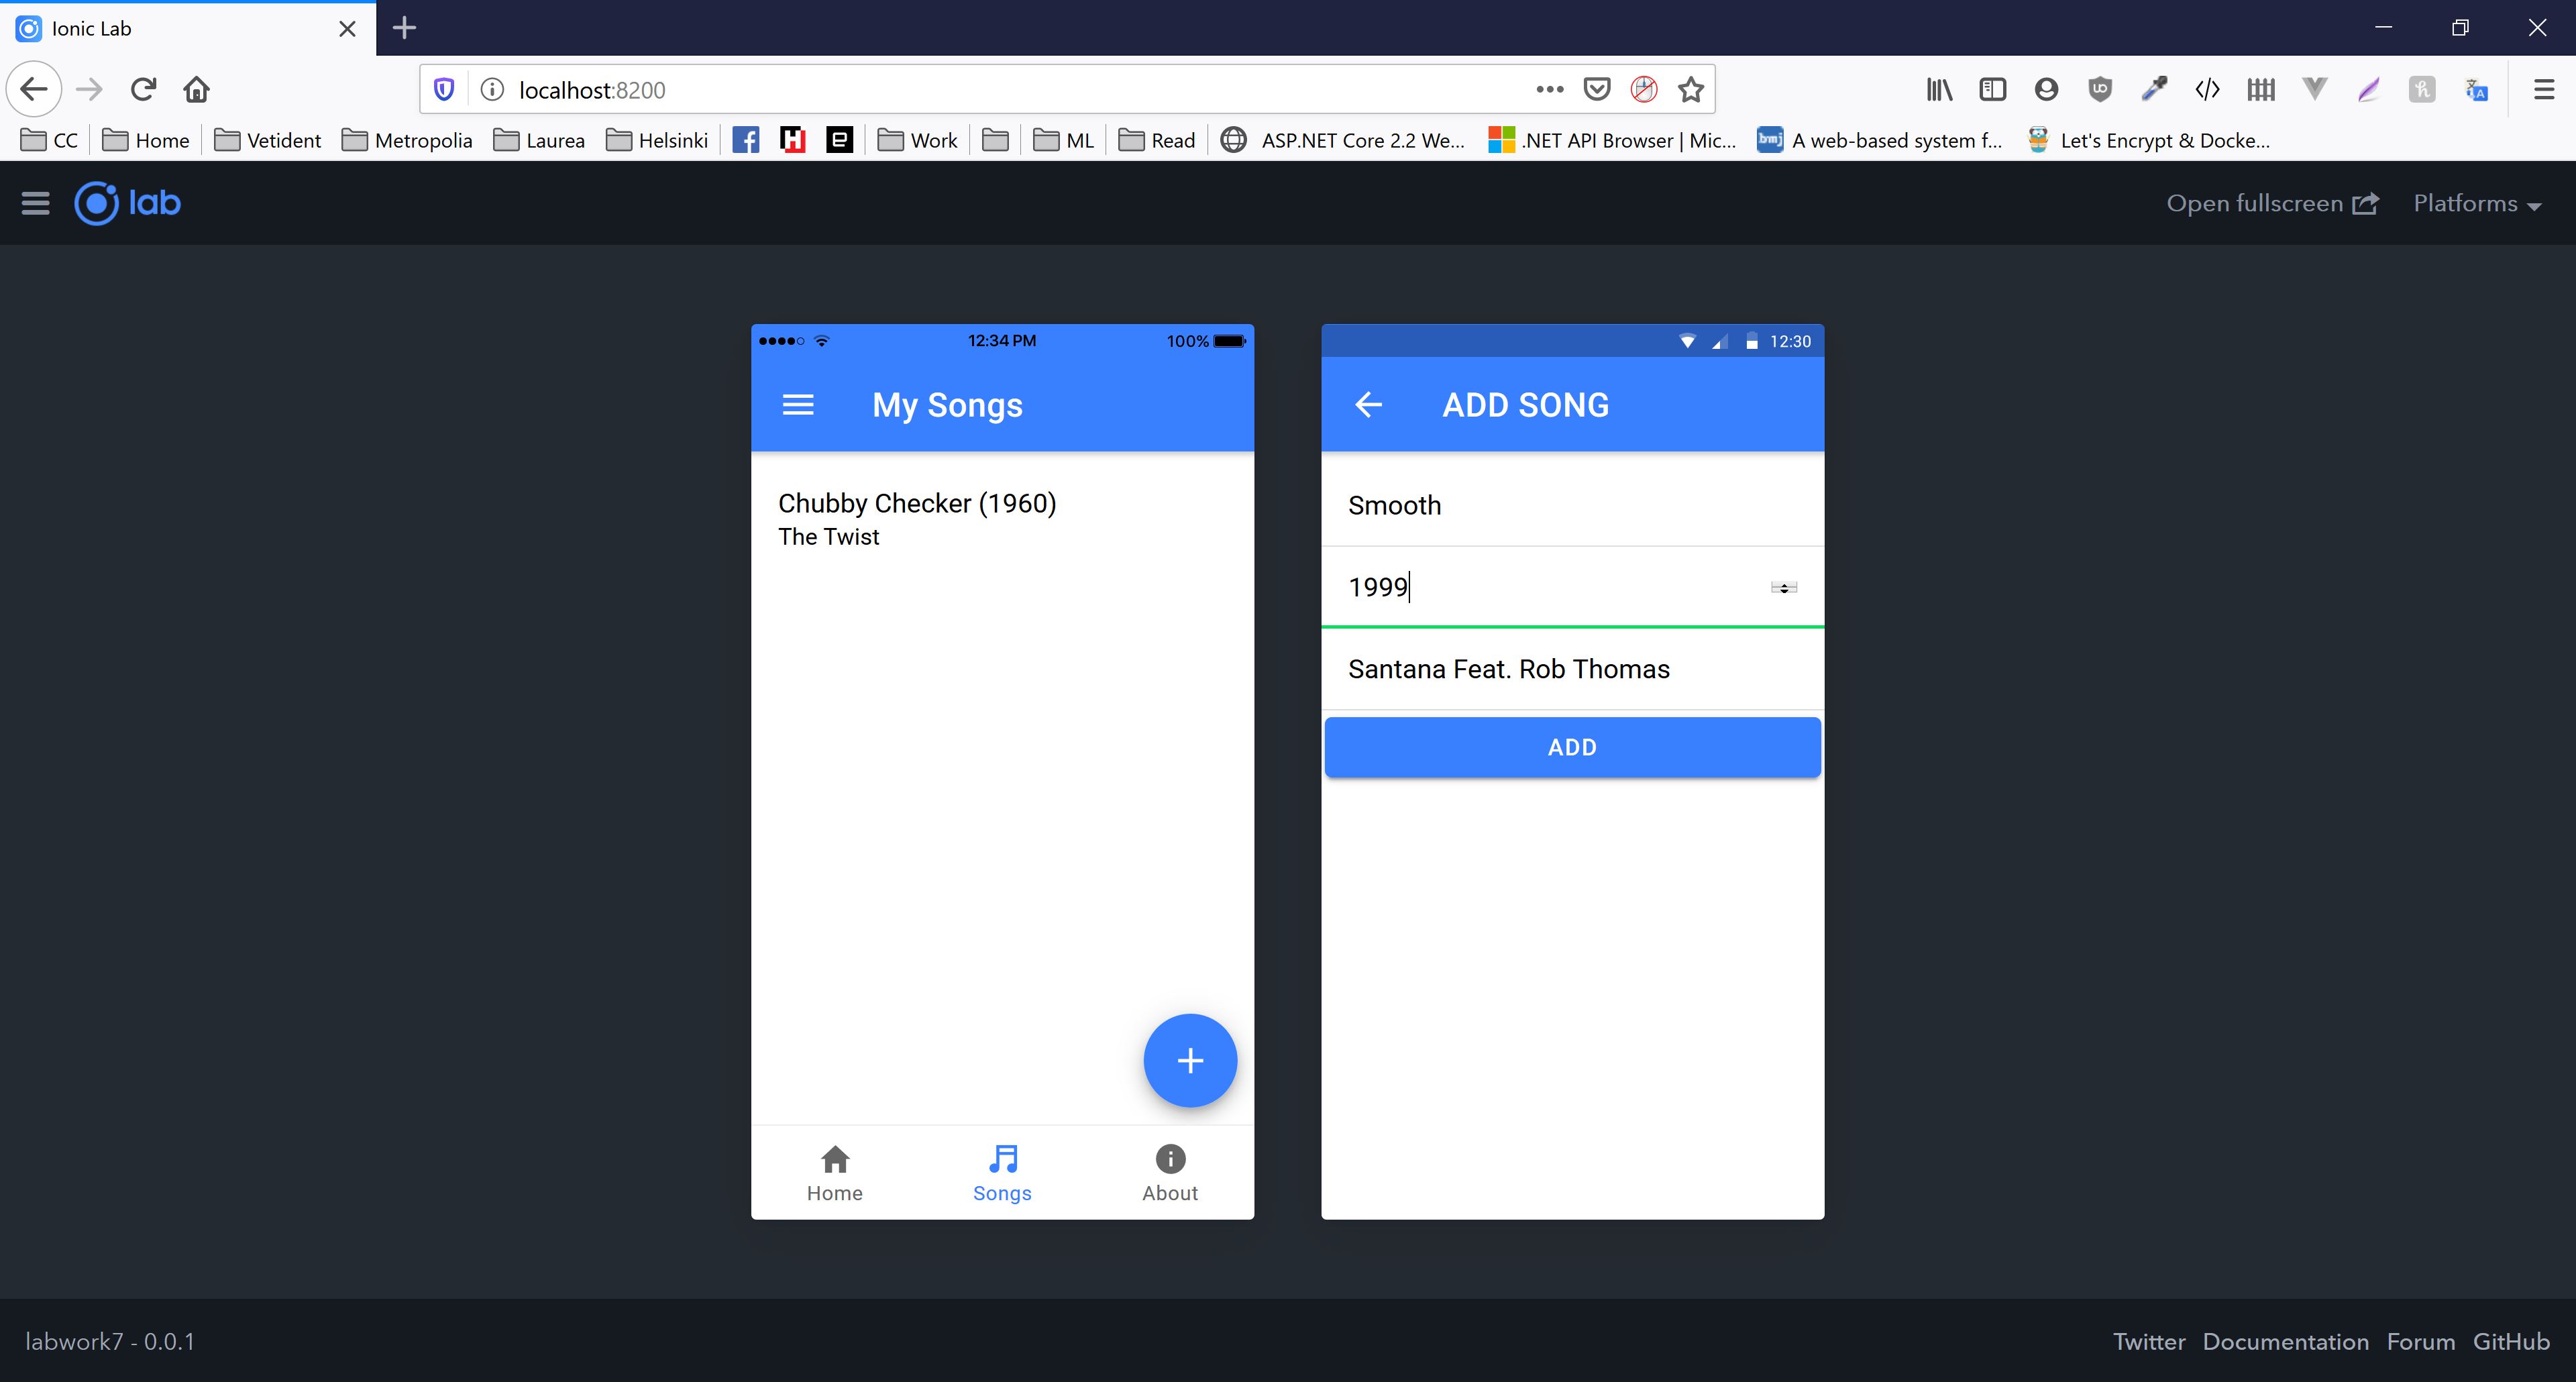 Ionic Lab
localhost:8200
CC Home Vetident Metropolia Laurea Helsinki Work ML Read ASP.NET Core 2.2 We... .NET API Browser | Mic... bmj A web-based system f... Let's Encrypt & Docke...
lab
Open fullscreen Platforms
12:34 PM 100%
My Songs
Chubby Checker (1960)
The Twist
Home Songs About
12:30
ADD SONG
Smooth
1999
Santana Feat. Rob Thomas
ADD
labwork7 - 0.0.1
Twitter Documentation Forum GitHub